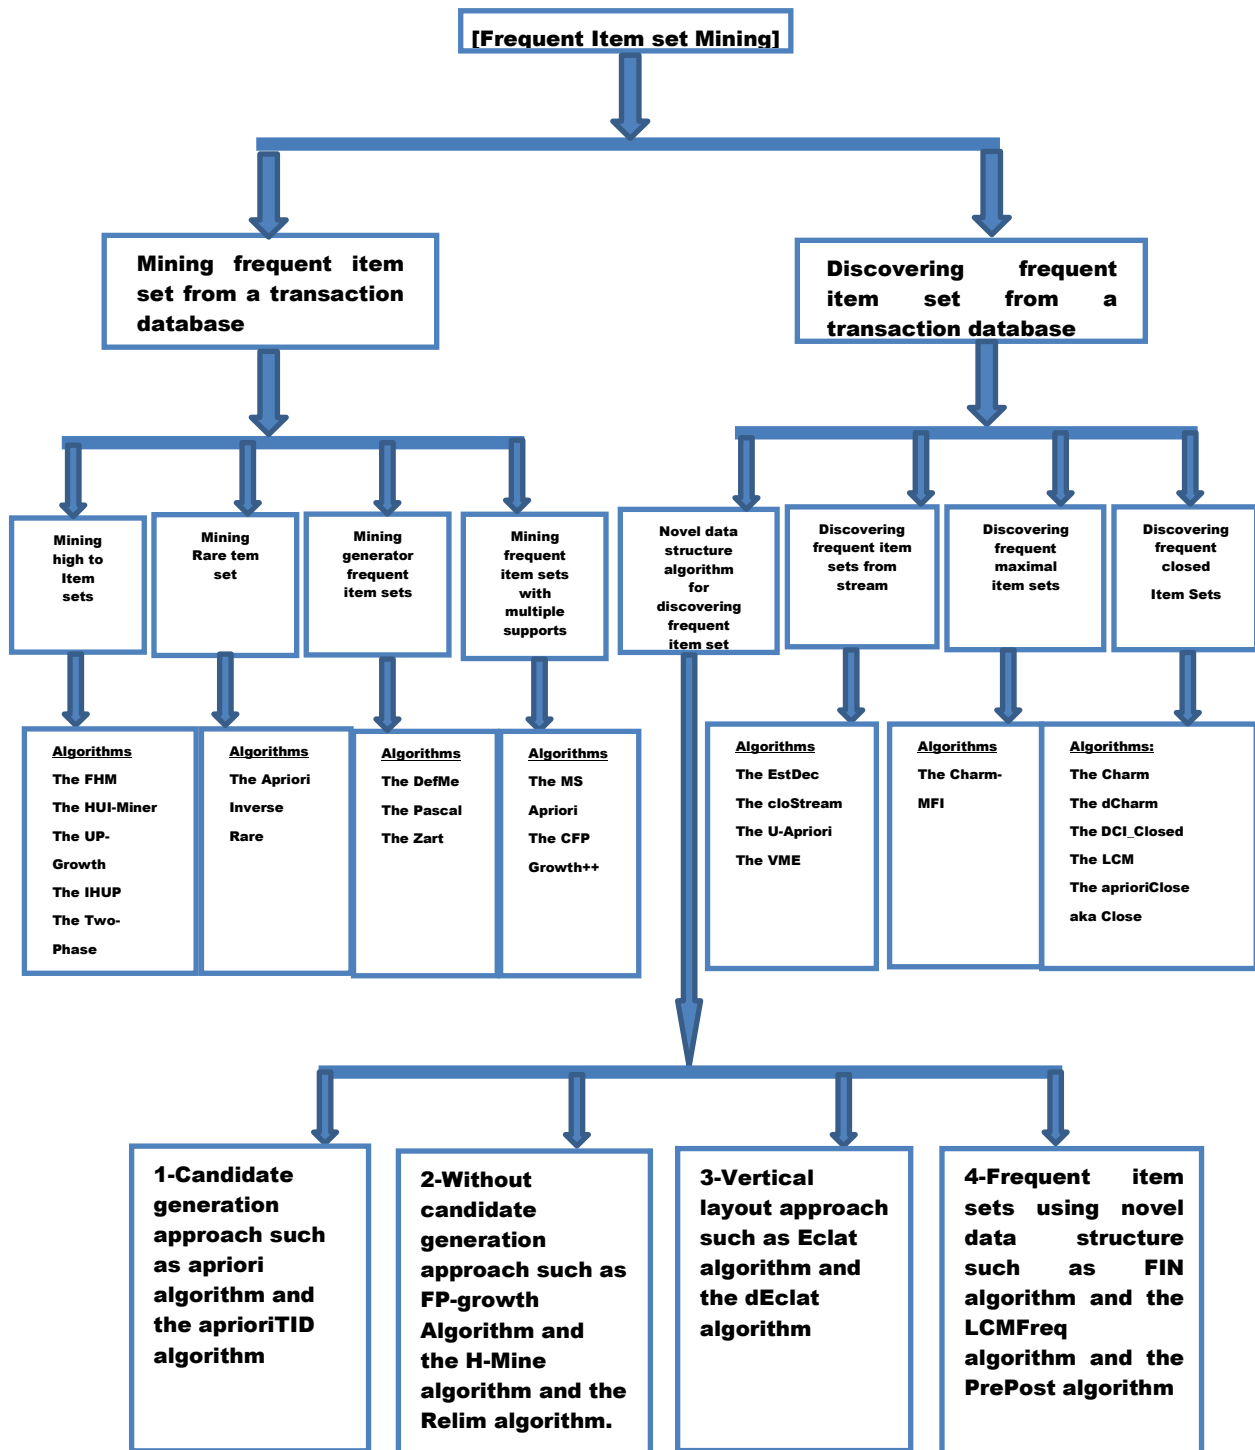 [Frequent Item set Mining]
Mining frequent item
set from a transaction
database
Discovering frequent
item set from a
transaction database
Mining
high to
Item
sets
Mining
Rare tem
set
Mining
generator
frequent
item sets
Mining
frequent
item sets
with
multiple
supports
Novel data
structure
algorithm
for
discovering
frequent
item set
Discovering
frequent item
sets from
stream
Discovering
frequent
maximal
item sets
Discovering
frequent
closed
Item Sets
Algorithms
The FHM
The HUI-Miner
The UP-
Growth
The IHUP
The Two-
Phase
Algorithms
The Apriori
Inverse
Rare
Algorithms
The DefMe
The Pascal
The Zart
Algorithms
The MS
Apriori
The CFP
Growth++
Algorithms
The EstDec
The cloStream
The U-Apriori
The VME
Algorithms
The Charm-
MFI
Algorithms:
The Charm
The dCharm
The DCI_Closed
The LCM
The aprioriClose
aka Close
1-Candidate
generation
approach such
as apriori
algorithm and
the aprioriTID
algorithm
2-Without
candidate
generation
approach such as
FP-growth
Algorithm and
the H-Mine
algorithm and the
Relim algorithm.
3-Vertical
layout approach
such as Eclat
algorithm and
the dEclat
algorithm
4-Frequent item
sets using novel
data structure
such as FIN
algorithm and the
LCMFreq
algorithm and the
PrePost algorithm